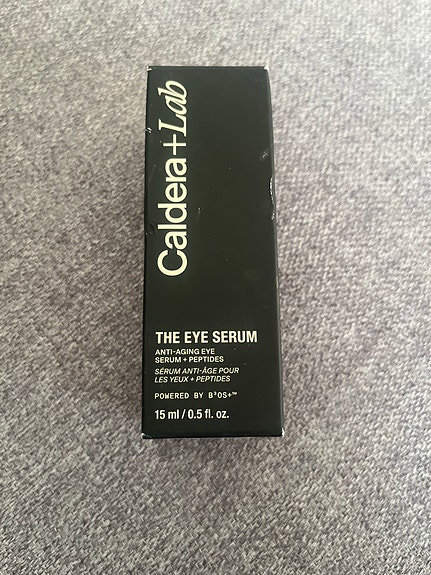 Caldera+Lab
THE EYE SERUM
ANTI-AGING EYE
SERUM + PEPTIDES
SÉRUM ANTI-ÂGE POUR
LES YEUX + PEPTIDES
POWERED BY B³OS+™
15 ml / 0.5 fl. oz.